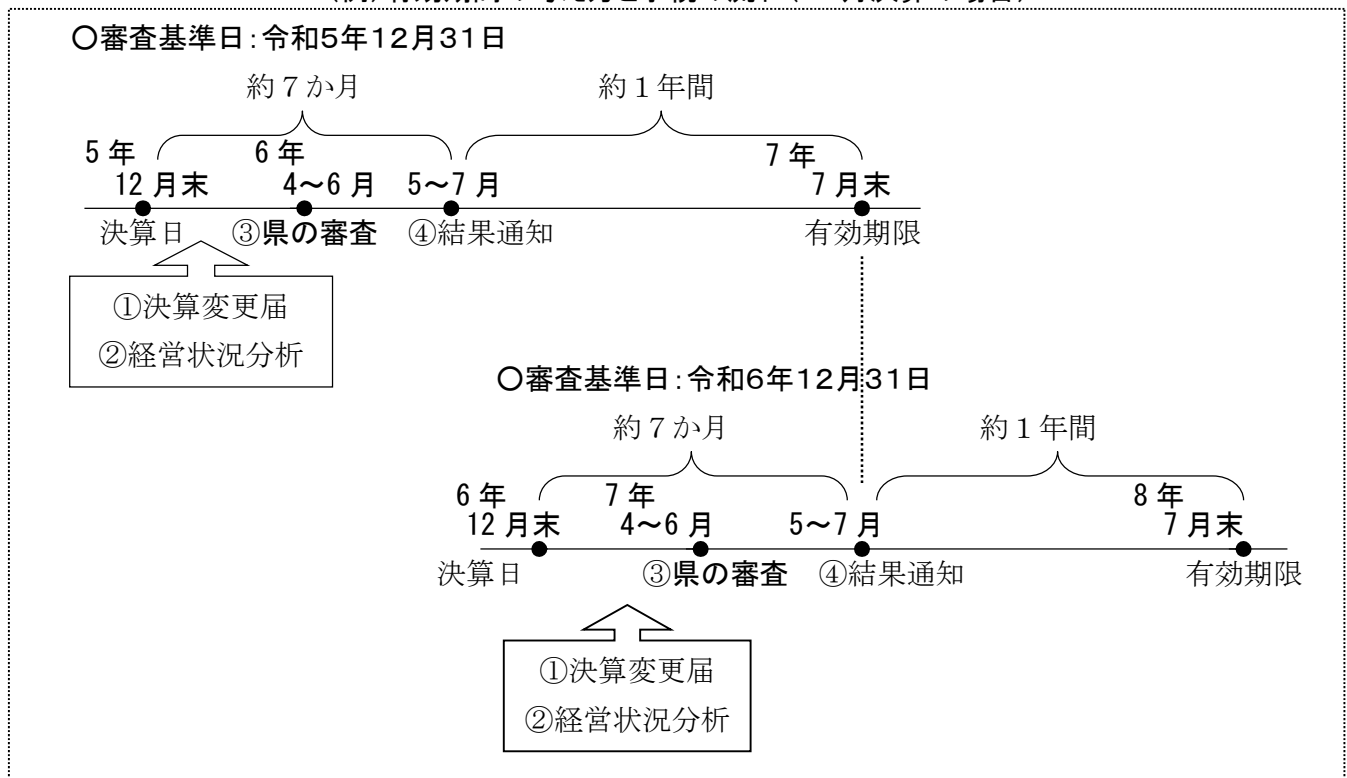 〇審査基準日:令和5年12月31日
約7か月 約1年間
5年 6年 7年
12月末 4～6月 5～7月 7月末
決算日 ③県の審査 ④結果通知 有効期限
①決算変更届
②経営状況分析
〇審査基準日:令和6年12月31日
約7か月 約1年間
6年 7年 8年
12月末 4～6月 5～7月 7月末
決算日 ③県の審査 ④結果通知 有効期限
①決算変更届
②経営状況分析